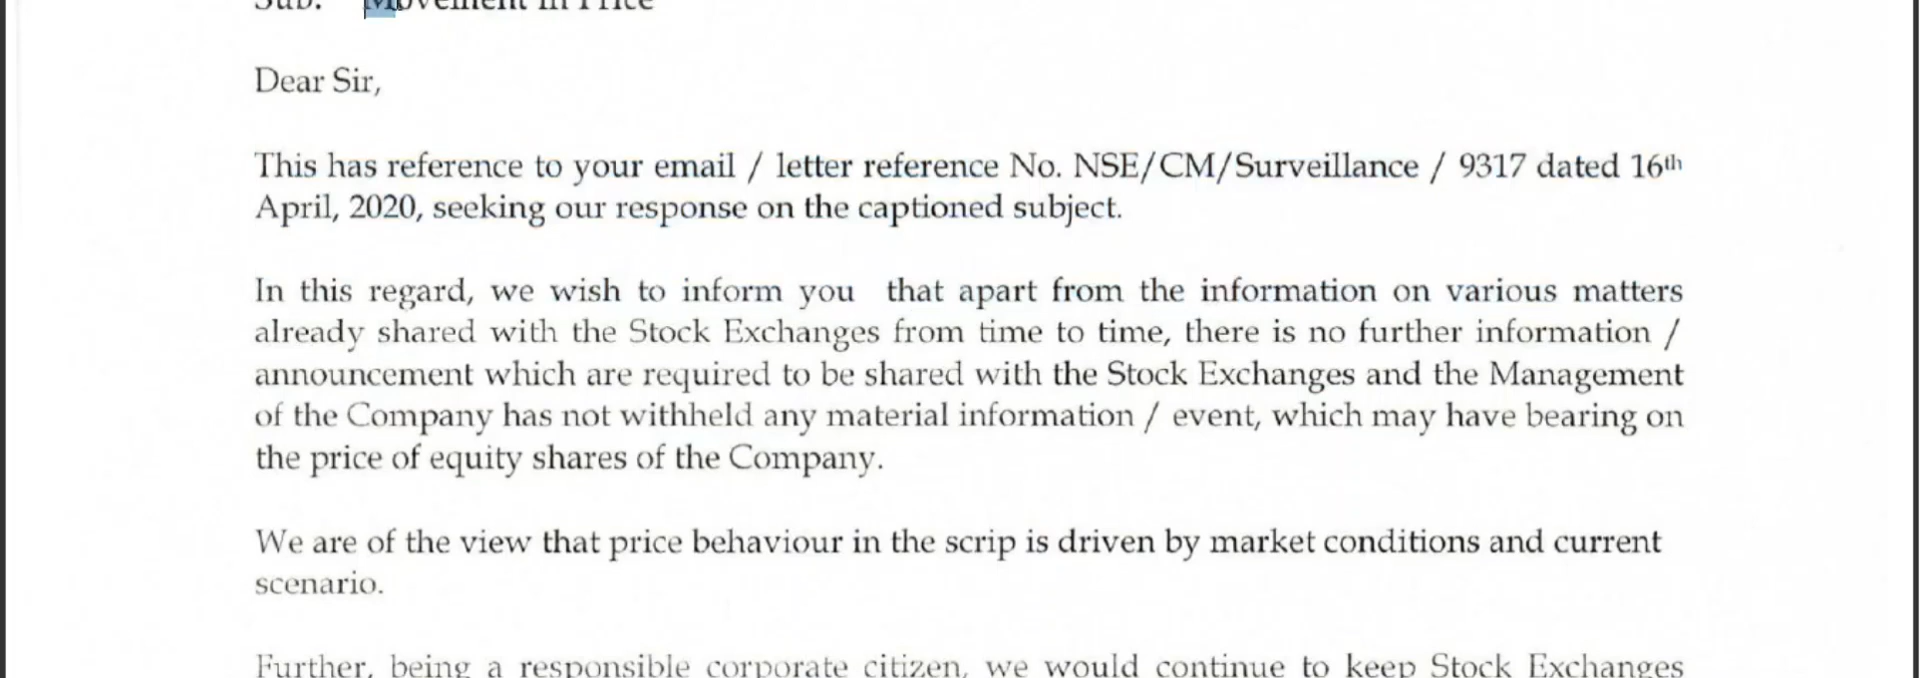 Sub: Movement in Price
Dear Sir,
This has reference to your email / letter reference No. NSE/CM/Surveillance / 9317 dated 16th
April, 2020, seeking our response on the captioned subject.
In this regard, we wish to inform you that apart from the information on various matters
already shared with the Stock Exchanges from time to time, there is no further information /
announcement which are required to be shared with the Stock Exchanges and the Management
of the Company has not withheld any material information / event, which may have bearing on
the price of equity shares of the Company.
We are of the view that price behaviour in the scrip is driven by market conditions and current
scenario.
Further, being a responsible corporate citizen, we would continue to keep Stock Exchanges